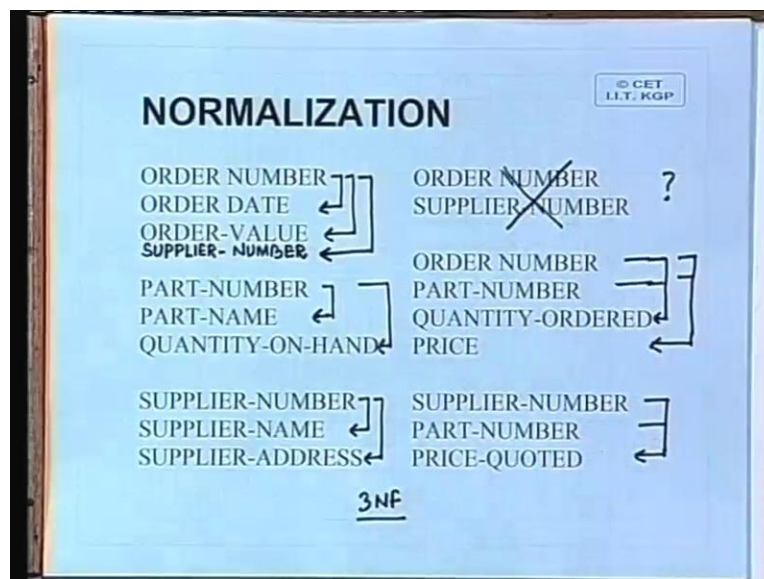 © CET
I.I.T. KGP
NORMALIZATION
ORDER NUMBER
ORDER DATE
ORDER-VALUE
SUPPLIER-NUMBER
PART-NUMBER
PART-NAME
QUANTITY-ON-HAND
SUPPLIER-NUMBER
SUPPLIER-NAME
SUPPLIER-ADDRESS
ORDER NUMBER
SUPPLIER-NUMBER
?
ORDER NUMBER
PART-NUMBER
QUANTITY-ORDERED
PRICE
SUPPLIER-NUMBER
PART-NUMBER
PRICE-QUOTED
3NF